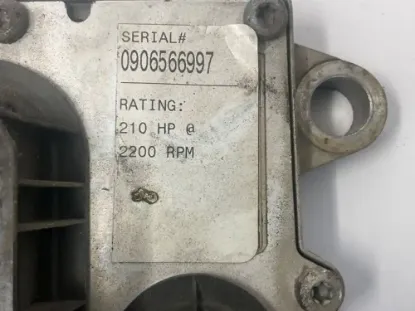 SERIAL#
0906566997
RATING:
210 HP @
2200 RPM